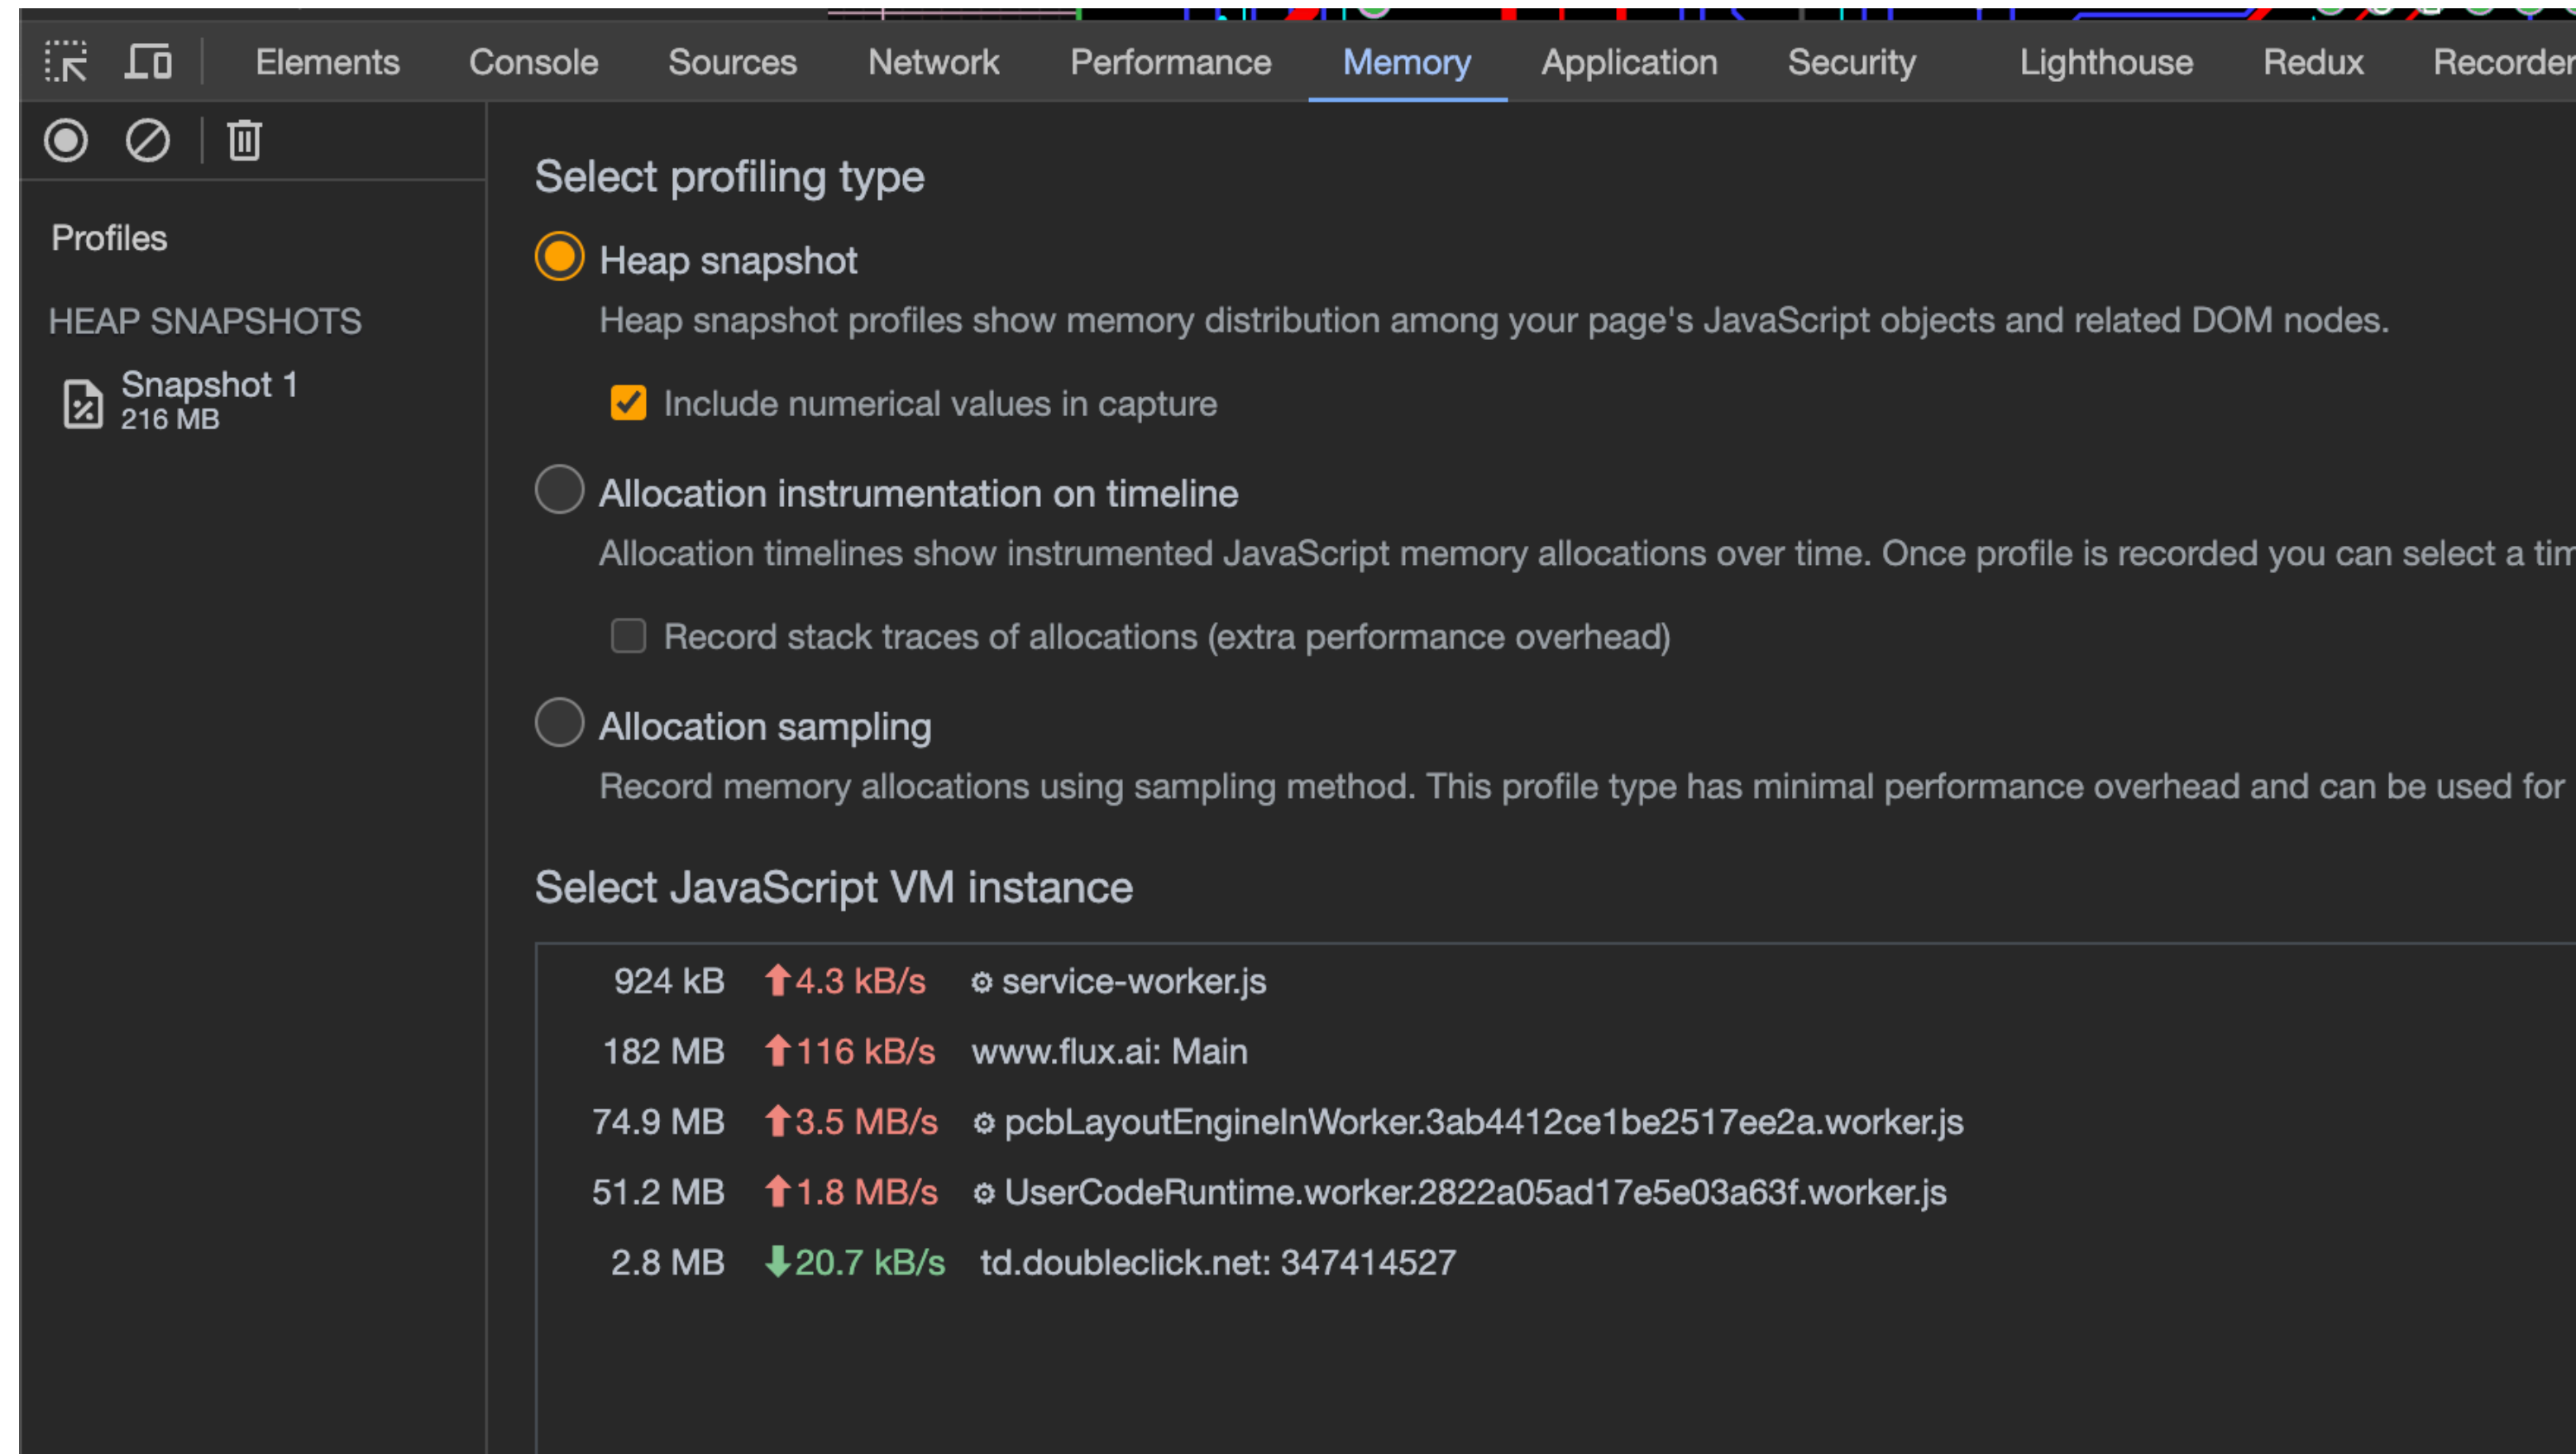 Elements Console Sources Network Performance Memory Application Security Lighthouse Redux Recorder
Profiles
HEAP SNAPSHOTS
Snapshot 1
216 MB
Select profiling type
Heap snapshot
Heap snapshot profiles show memory distribution among your page's JavaScript objects and related DOM nodes.
Include numerical values in capture
Allocation instrumentation on timeline
Allocation timelines show instrumented JavaScript memory allocations over time. Once profile is recorded you can select a tim
Record stack traces of allocations (extra performance overhead)
Allocation sampling
Record memory allocations using sampling method. This profile type has minimal performance overhead and can be used for
Select JavaScript VM instance
924 kB 4.3 kB/s service-worker.js
182 MB 116 kB/s www.flux.ai: Main
74.9 MB 3.5 MB/s pcbLayoutEngineInWorker.3ab4412ce1be2517ee2a.worker.js
51.2 MB 1.8 MB/s UserCodeRuntime.worker.2822a05ad17e5e03a63f.worker.js
2.8 MB 20.7 kB/s td.doubleclick.net: 347414527